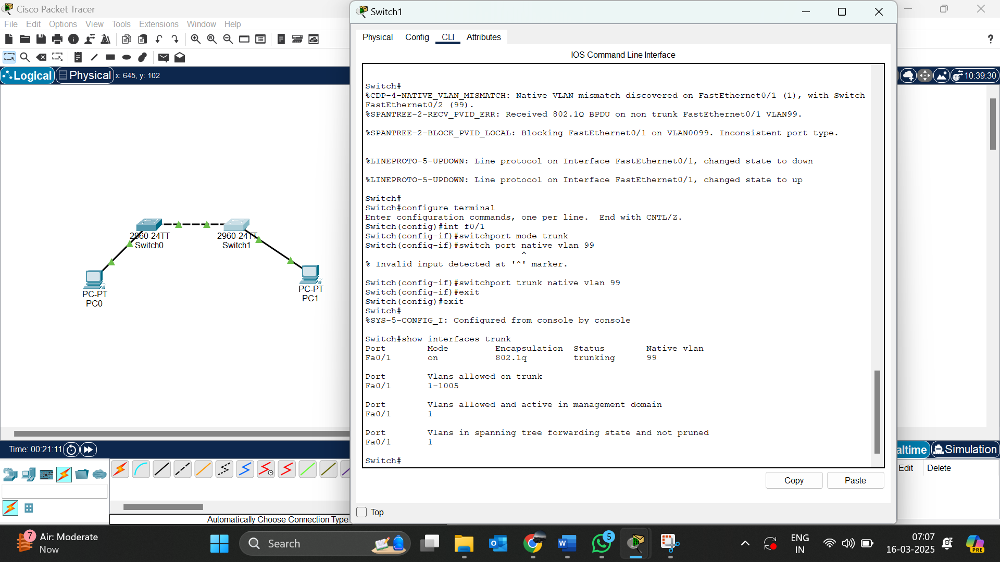 Cisco Packet Tracer
File Edit Options View Tools Extensions Window Help
Logical Physical x: 645, y: 102
2960-24TT
Switch0
2960-24TT
Switch1
PC-PT
PC0
PC-PT
PC1
Time: 00:21:11
Automatically Choose Connection Type
Switch1
Physical Config CLI Attributes
IOS Command Line Interface
Switch#
%CDP-4-NATIVE_VLAN_MISMATCH: Native VLAN mismatch discovered on FastEthernet0/1 (1), with Switch
FastEthernet0/2 (99).
%SPANTREE-2-RECV_PVID_ERR: Received 802.1Q BPDU on non trunk FastEthernet0/1 VLAN99.
%SPANTREE-2-BLOCK_PVID_LOCAL: Blocking FastEthernet0/1 on VLAN0099. Inconsistent port type.
%LINEPROTO-5-UPDOWN: Line protocol on Interface FastEthernet0/1, changed state to down
%LINEPROTO-5-UPDOWN: Line protocol on Interface FastEthernet0/1, changed state to up
Switch#
Switch#configure terminal
Enter configuration commands, one per line. End with CNTL/Z.
Switch(config)#int f0/1
Switch(config-if)#switchport mode trunk
Switch(config-if)#switch port native vlan 99
^
% Invalid input detected at '^' marker.
Switch(config-if)#switchport trunk native vlan 99
Switch(config-if)#exit
Switch(config)#exit
Switch#
%SYS-5-CONFIG_I: Configured from console by console
Switch#show interfaces trunk
Port Mode Encapsulation Status Native vlan
Fa0/1 on 802.1q trunking 99
Port Vlans allowed on trunk
Fa0/1 1-1005
Port Vlans allowed and active in management domain
Fa0/1 1
Port Vlans in spanning tree forwarding state and not pruned
Fa0/1 1
Switch#
Copy Paste
Top
?
10:39:30
altime Simulation
Edit Delete
7
Air: Moderate
Now
Search
5
ENG
IN
07:07
16-03-2025
PRE